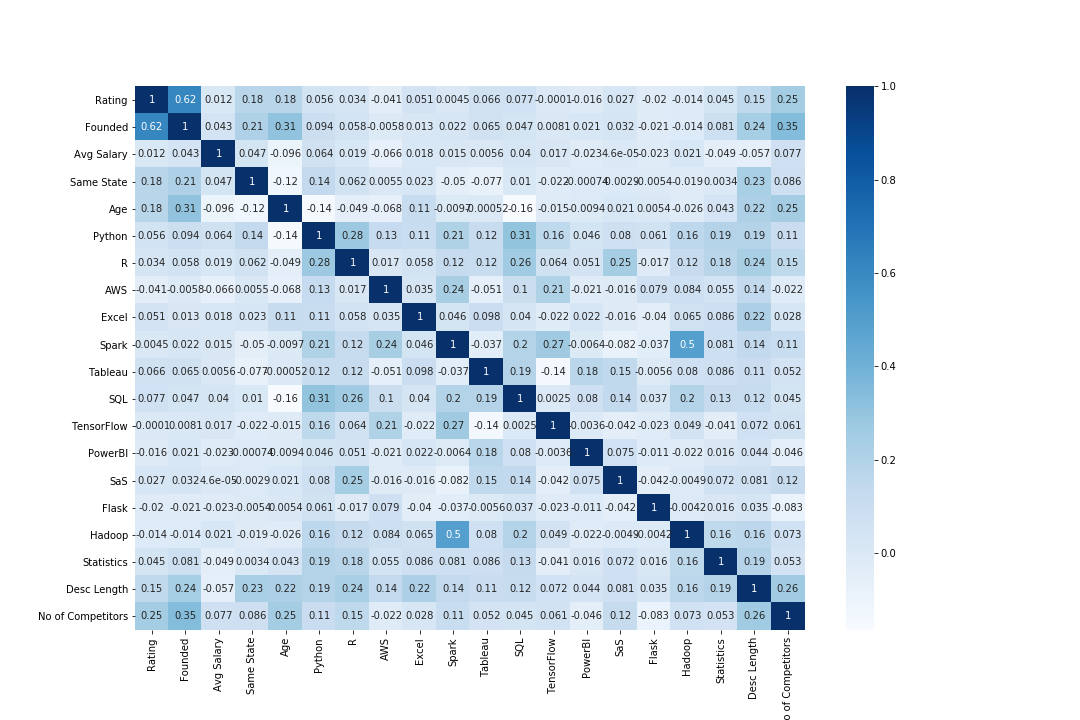 Rating 1 0.62 0.012 0.18 0.18 0.056 0.034 -0.041 0.051 0.0045 0.066 0.077 -0.0001 -0.016 0.027 -0.02 -0.014 0.045 0.15 0.25
Founded 0.62 1 0.043 0.21 0.31 0.094 0.058 -0.0058 0.013 0.022 0.065 0.047 0.0081 0.021 0.032 -0.021 -0.014 0.081 0.24 0.35
Avg Salary 0.012 0.043 1 0.047 -0.096 0.064 0.019 -0.066 0.018 0.015 0.0056 0.04 0.017 -0.023 4.6e-05 -0.023 0.021 -0.049 -0.057 0.077
Same State 0.18 0.21 0.047 1 -0.12 0.14 0.062 0.0055 0.023 -0.05 -0.077 0.01 -0.022 -0.00074 -0.0029 -0.0054 -0.019 0.0034 0.23 0.086
Age 0.18 0.31 -0.096 -0.12 1 -0.14 -0.049 -0.068 0.11 -0.0097 -0.00052 -0.16 -0.015 -0.0094 0.021 0.0054 -0.026 0.043 0.22 0.25
Python 0.056 0.094 0.064 0.14 -0.14 1 0.28 0.13 0.11 0.21 0.12 0.31 0.16 0.046 0.08 0.061 0.16 0.19 0.19 0.11
R 0.034 0.058 0.019 0.062 -0.049 0.28 1 0.017 0.058 0.12 0.12 0.26 0.064 0.051 0.25 -0.017 0.12 0.18 0.24 0.15
AWS -0.041 -0.0058 -0.066 0.0055 -0.068 0.13 0.017 1 0.035 0.24 -0.051 0.1 0.21 -0.021 -0.016 0.079 0.084 0.055 0.14 -0.022
Excel 0.051 0.013 0.018 0.023 0.11 0.11 0.058 0.035 1 0.046 0.098 0.04 -0.022 0.022 -0.016 -0.04 0.065 0.086 0.22 0.028
Spark -0.0045 0.022 0.015 -0.05 -0.0097 0.21 0.12 0.24 0.046 1 -0.037 0.2 0.27 -0.0064 -0.082 -0.037 0.5 0.081 0.14 0.11
Tableau 0.066 0.065 0.0056 -0.077 -0.00052 0.12 0.12 -0.051 0.098 -0.037 1 0.19 -0.14 0.18 0.15 -0.0056 0.08 0.086 0.11 0.052
SQL 0.077 0.047 0.04 0.01 -0.16 0.31 0.26 0.1 0.04 0.2 0.19 1 0.0025 0.08 0.14 0.037 0.2 0.13 0.12 0.045
TensorFlow -0.0001 0.0081 0.017 -0.022 -0.015 0.16 0.064 0.21 -0.022 0.27 -0.14 0.0025 1 -0.0036 -0.042 -0.023 0.049 -0.041 0.072 0.061
PowerBI -0.016 0.021 -0.023 -0.00074 -0.0094 0.046 0.051 -0.021 0.022 -0.0064 0.18 0.08 -0.0036 1 0.075 -0.011 -0.022 0.016 0.044 -0.046
SaS 0.027 0.032 4.6e-05 -0.0029 0.021 0.08 0.25 -0.016 -0.016 -0.082 0.15 0.14 -0.042 0.075 1 -0.042 -0.0049 0.072 0.081 0.12
Flask -0.02 -0.021 -0.023 -0.0054 0.0054 0.061 -0.017 0.079 -0.04 -0.037 -0.0056 0.037 -0.023 -0.011 -0.042 1 -0.0042 0.016 0.035 -0.083
Hadoop -0.014 -0.014 0.021 -0.019 -0.026 0.16 0.12 0.084 0.065 0.5 0.08 0.2 0.049 -0.022 -0.0049 -0.0042 1 0.16 0.16 0.073
Statistics 0.045 0.081 -0.049 0.0034 0.043 0.19 0.18 0.055 0.086 0.081 0.086 0.13 -0.041 0.016 0.072 0.016 0.16 1 0.19 0.053
Desc Length 0.15 0.24 -0.057 0.23 0.22 0.19 0.24 0.14 0.22 0.14 0.11 0.12 0.072 0.044 0.081 0.035 0.16 0.19 1 0.26
No of Competitors 0.25 0.35 0.077 0.086 0.25 0.11 0.15 -0.022 0.028 0.11 0.052 0.045 0.061 -0.046 0.12 -0.083 0.073 0.053 0.26 1
Rating
Founded
Avg Salary
Same State
Age
Python
R
AWS
Excel
Spark
Tableau
SQL
TensorFlow
PowerBI
SaS
Flask
Hadoop
Statistics
Desc Length
o of Competitors
1.0
0.8
0.6
0.4
0.2
0.0